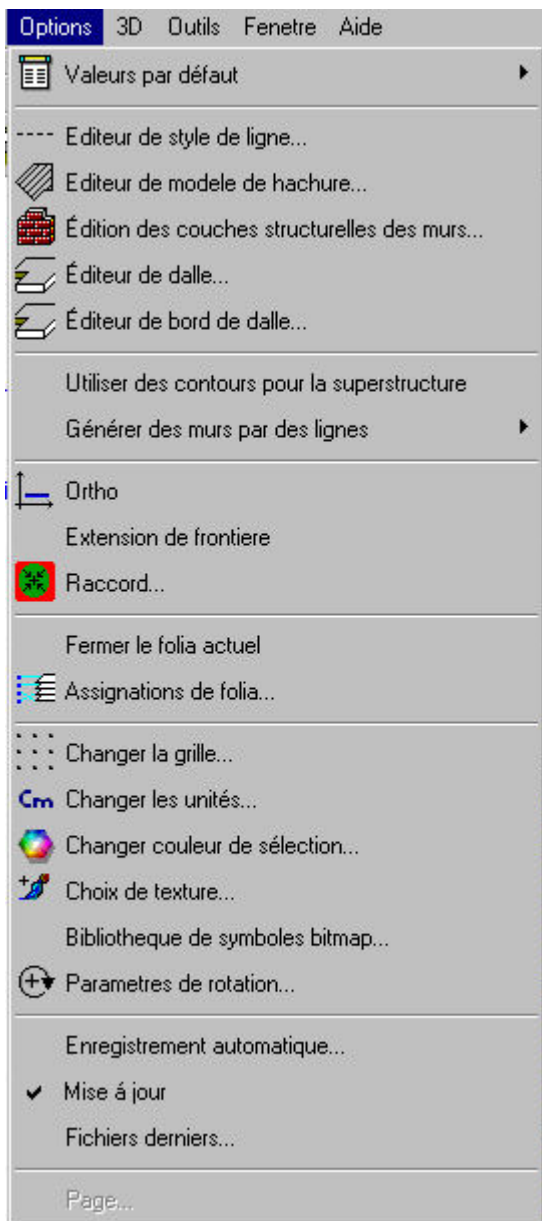 Options 3D Outils Fenetre Aide
Valeurs par défaut
Editeur de style de ligne...
Editeur de modele de hachure...
Édition des couches structurelles des murs...
Éditeur de dalle...
Éditeur de bord de dalle...
Utiliser des contours pour la superstructure
Générer des murs par des lignes
Ortho
Extension de frontiere
Raccord...
Fermer le folia actuel
Assignations de folia...
Changer la grille...
Cm Changer les unités...
Changer couleur de sélection...
Choix de texture...
Bibliotheque de symboles bitmap...
Parametres de rotation...
Enregistrement automatique...
Mise á jour
Fichiers derniers...
Page...